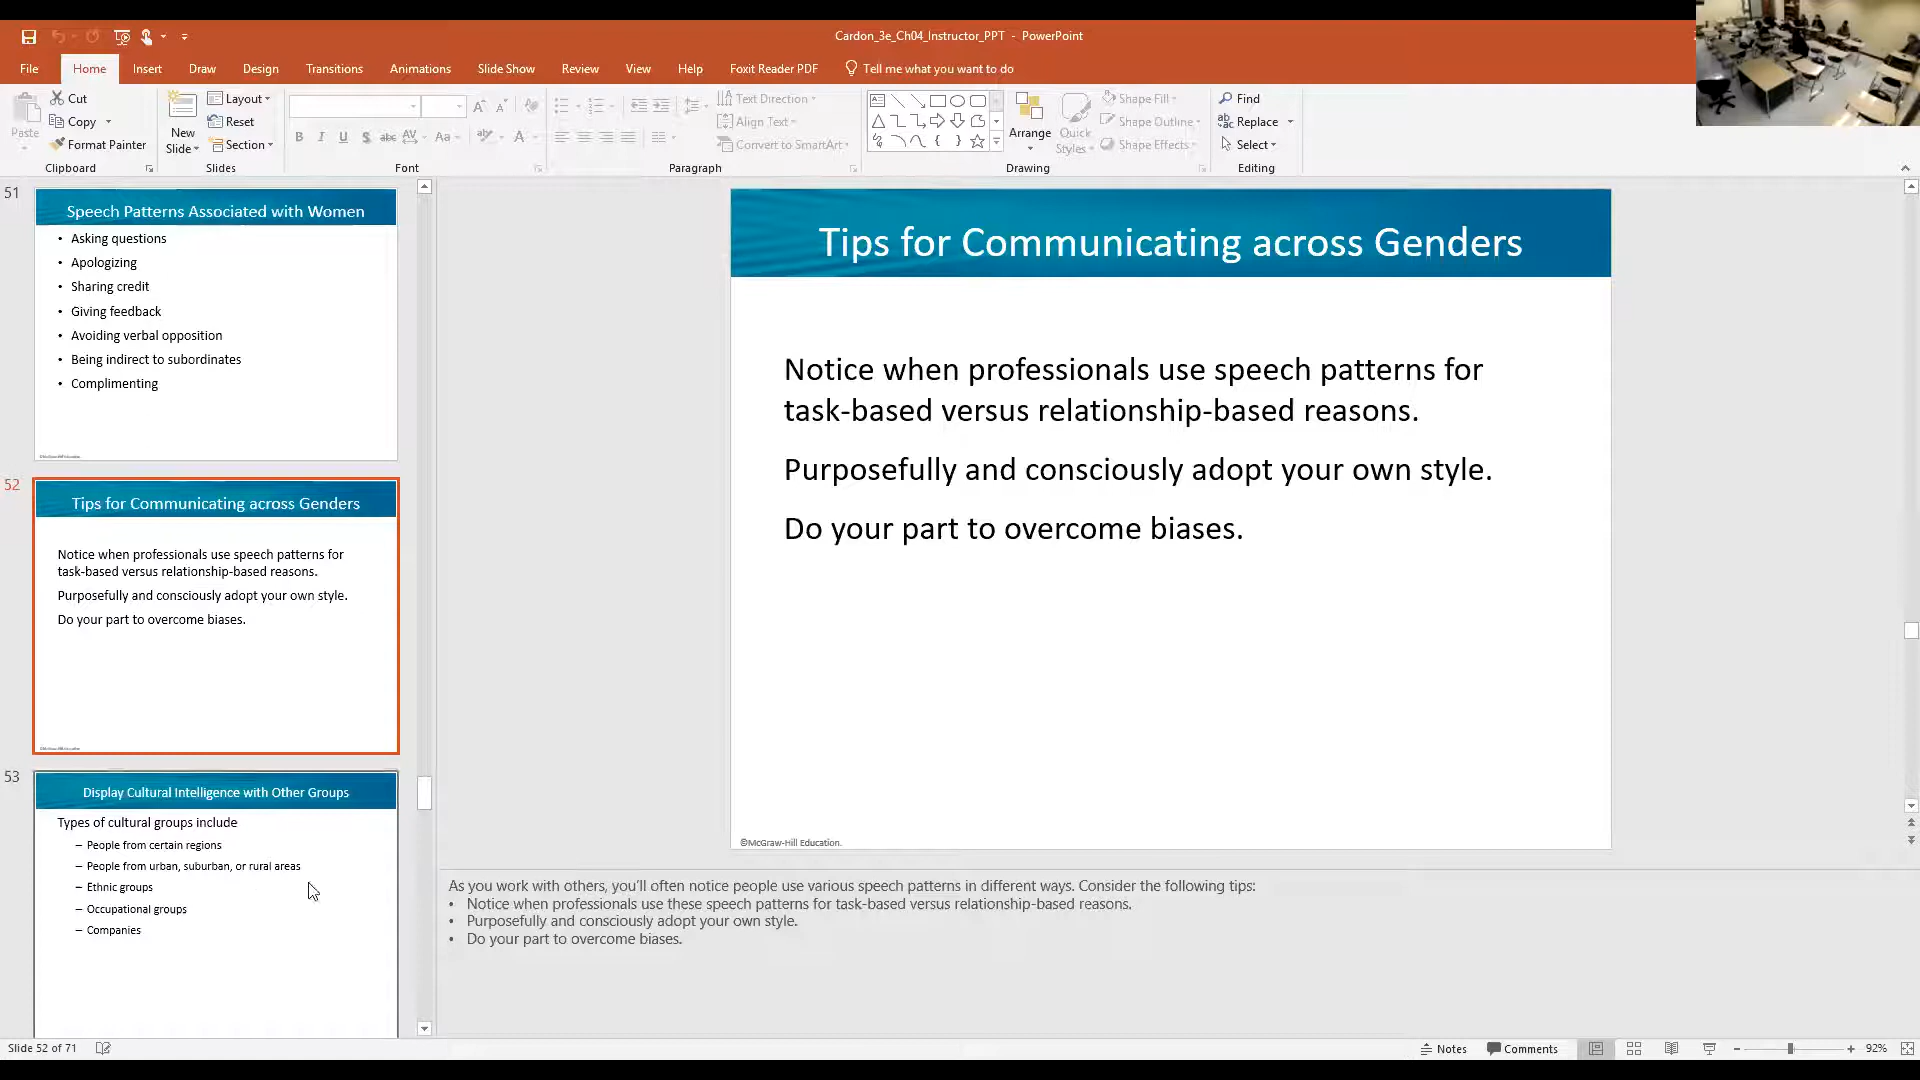 Cardon_3e_Ch04_Instructor_PPT - PowerPoint
File Home Insert Draw Design Transitions Animations Slide Show Review View Help Foxit Reader PDF Tell me what you want to do
Paste
Cut
Copy
Format Painter
Clipboard
New Slide
Layout
Reset
Section
Slides
Font
Text Direction
Align Text
Convert to SmartArt
Paragraph
Arrange
Quick Styles
Shape Fill
Shape Outline
Shape Effects
Drawing
Find
Replace
Select
Editing
51
Speech Patterns Associated with Women
• Asking questions
• Apologizing
• Sharing credit
• Giving feedback
• Avoiding verbal opposition
• Being indirect to subordinates
• Complimenting
©McGraw-Hill Education.
52
Tips for Communicating across Genders
Notice when professionals use speech patterns for
task-based versus relationship-based reasons.
Purposefully and consciously adopt your own style.
Do your part to overcome biases.
©McGraw-Hill Education.
53
Display Cultural Intelligence with Other Groups
Types of cultural groups include
– People from certain regions
– People from urban, suburban, or rural areas
– Ethnic groups
– Occupational groups
– Companies
Tips for Communicating across Genders
Notice when professionals use speech patterns for
task-based versus relationship-based reasons.
Purposefully and consciously adopt your own style.
Do your part to overcome biases.
©McGraw-Hill Education.
As you work with others, you'll often notice people use various speech patterns in different ways. Consider the following tips:
• Notice when professionals use these speech patterns for task-based versus relationship-based reasons.
• Purposefully and consciously adopt your own style.
• Do your part to overcome biases.
Slide 52 of 71
Notes
Comments
92%